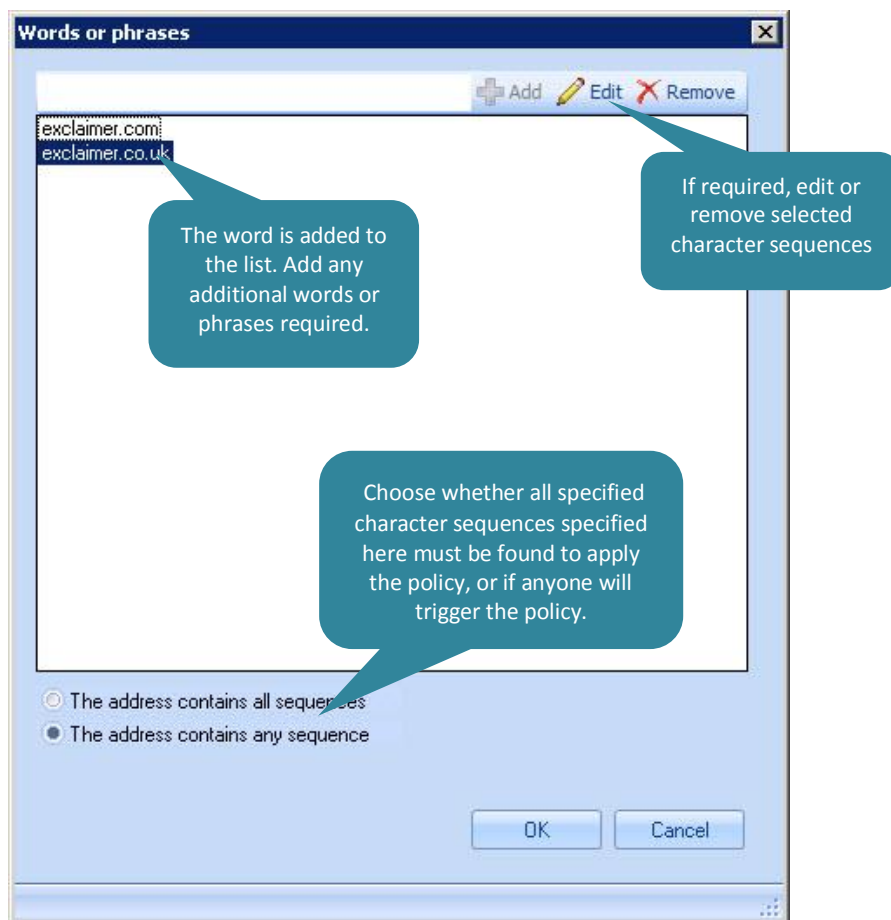 Words or phrases
Add Edit Remove
exclaimer.com
exclaimer.co.uk
If required, edit or
remove selected
character sequences
The word is added to
the list. Add any
additional words or
phrases required.
Choose whether all specified
character sequences specified
here must be found to apply
the policy, or if anyone will
trigger the policy.
The address contains all sequences
The address contains any sequence
OK Cancel